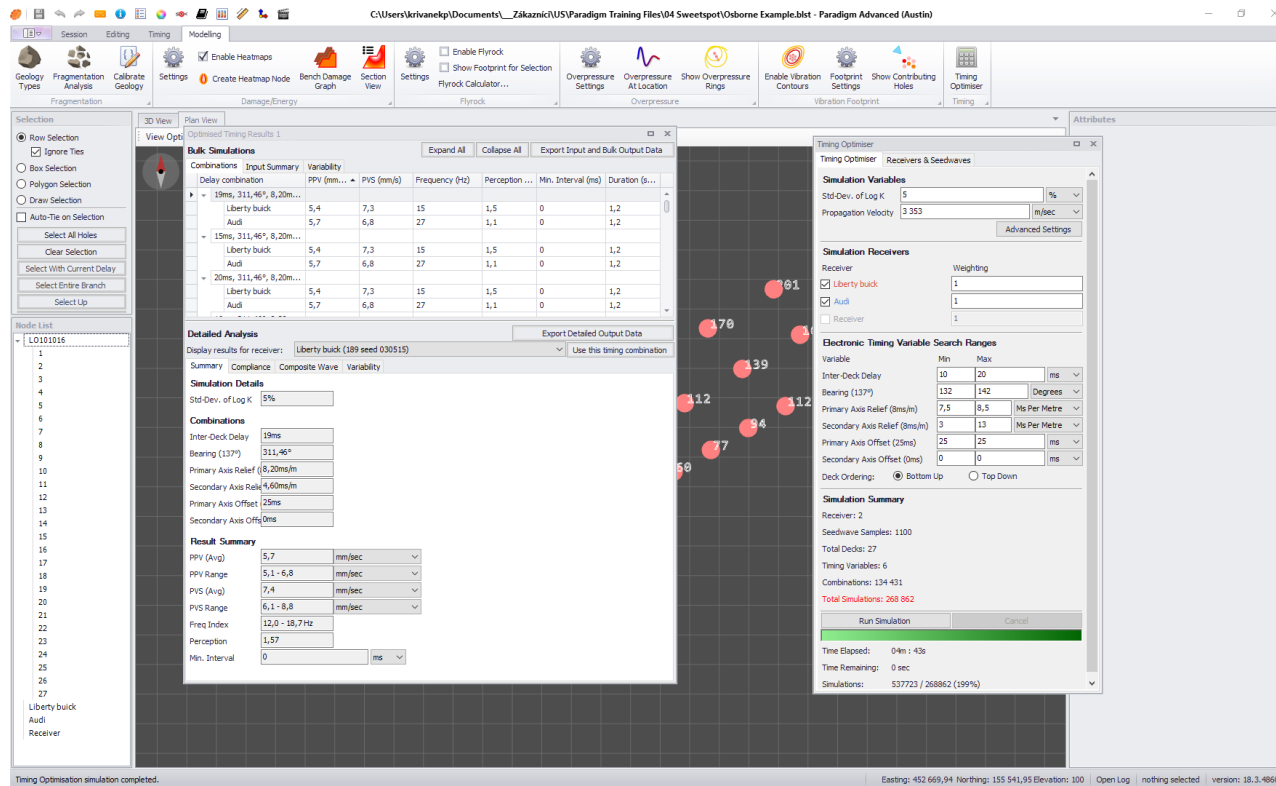 C:\Users\krivanekp\Documents\__Zákazníci\US\Paradigm Training Files\04 Sweetspot\Osborne Example.blst - Paradigm Advanced (Austin)
Session Editing Timing Modelling
Geology Types
Fragmentation Analysis
Calibrate Geology
Fragmentation
Settings
Enable Heatmaps
Create Heatmap Node
Bench Damage Graph
Section View
Damage/Energy
Settings
Enable Flyrock
Show Footprint for Selection
Flyrock Calculator...
Flyrock
Overpressure Settings
Overpressure At Location
Show Overpressure Rings
Overpressure
Enable Vibration Contours
Footprint Settings
Show Contributing Holes
Vibration Footprint
Timing Optimiser
Timing
Selection
Row Selection
Ignore Ties
Box Selection
Polygon Selection
Draw Selection
Auto-Tie on Selection
Select All Holes
Clear Selection
Select With Current Delay
Select Entire Branch
Select Up
Node List
LO101016
1
2
3
4
5
6
7
8
9
10
11
12
13
14
15
16
17
18
19
20
21
22
23
24
25
26
27
Liberty buick
Audi
Receiver
3D View Plan View
View Opti
Optimised Timing Results 1
Bulk Simulations Expand All Collapse All Export Input and Bulk Output Data
Combinations Input Summary Variability
Delay combination PPV (mm... PVS (mm/s) Frequency (Hz) Perception ... Min. Interval (ms) Duration (s...
19ms, 311,46°, 8,20m...
Liberty buick 5,4 7,3 15 1,5 0 1,2
Audi 5,7 6,8 27 1,1 0 1,2
15ms, 311,46°, 8,20m...
Liberty buick 5,4 7,3 15 1,5 0 1,2
Audi 5,7 6,8 27 1,1 0 1,2
20ms, 311,46°, 8,20m...
Liberty buick 5,4 7,3 15 1,5 0 1,2
Audi 5,7 6,8 27 1,1 0 1,2
Detailed Analysis Export Detailed Output Data
Display results for receiver: Liberty buick (189 seed 030515) Use this timing combination
Summary Compliance Composite Wave Variability
Simulation Details
Std-Dev. of Log K 5%
Combinations
Inter-Deck Delay 19ms
Bearing (137°) 311,46°
Primary Axis Relief ( 8,20ms/m
Secondary Axis Relie 4,60ms/m
Primary Axis Offset 25ms
Secondary Axis Offs 0ms
Result Summary
PPV (Avg) 5,7 mm/sec
PPV Range 5,1 - 6,8 mm/sec
PVS (Avg) 7,4 mm/sec
PVS Range 6,1 - 8,8 mm/sec
Freq Index 12,0 - 18,7Hz
Perception 1,57
Min. Interval 0 ms
201
170
139
112
112
94
77
Timing Optimiser
Timing Optimiser Receivers & Seedwaves
Simulation Variables
Std-Dev. of Log K 5 %
Propagation Velocity 3 353 m/sec
Advanced Settings
Simulation Receivers
Receiver Weighting
Liberty buick 1
Audi 1
Receiver 1
Electronic Timing Variable Search Ranges
Variable Min Max
Inter-Deck Delay 10 20 ms
Bearing (137°) 132 142 Degrees
Primary Axis Relief (8ms/m) 7,5 8,5 Ms Per Metre
Secondary Axis Relief (8ms/m) 3 13 Ms Per Metre
Primary Axis Offset (25ms) 25 25 ms
Secondary Axis Offset (0ms) 0 0 ms
Deck Ordering: Bottom Up Top Down
Simulation Summary
Receiver: 2
Seedwave Samples: 1100
Total Decks: 27
Timing Variables: 6
Combinations: 134 431
Total Simulations: 268 862
Run Simulation Cancel
Time Elapsed: 04m : 43s
Time Remaining: 0 sec
Simulations: 537723 / 268862 (199%)
Attributes
Timing Optimisation simulation completed.
Easting: 452 669,94 Northing: 155 541,95 Elevation: 100 Open Log nothing selected version: 18.3.486